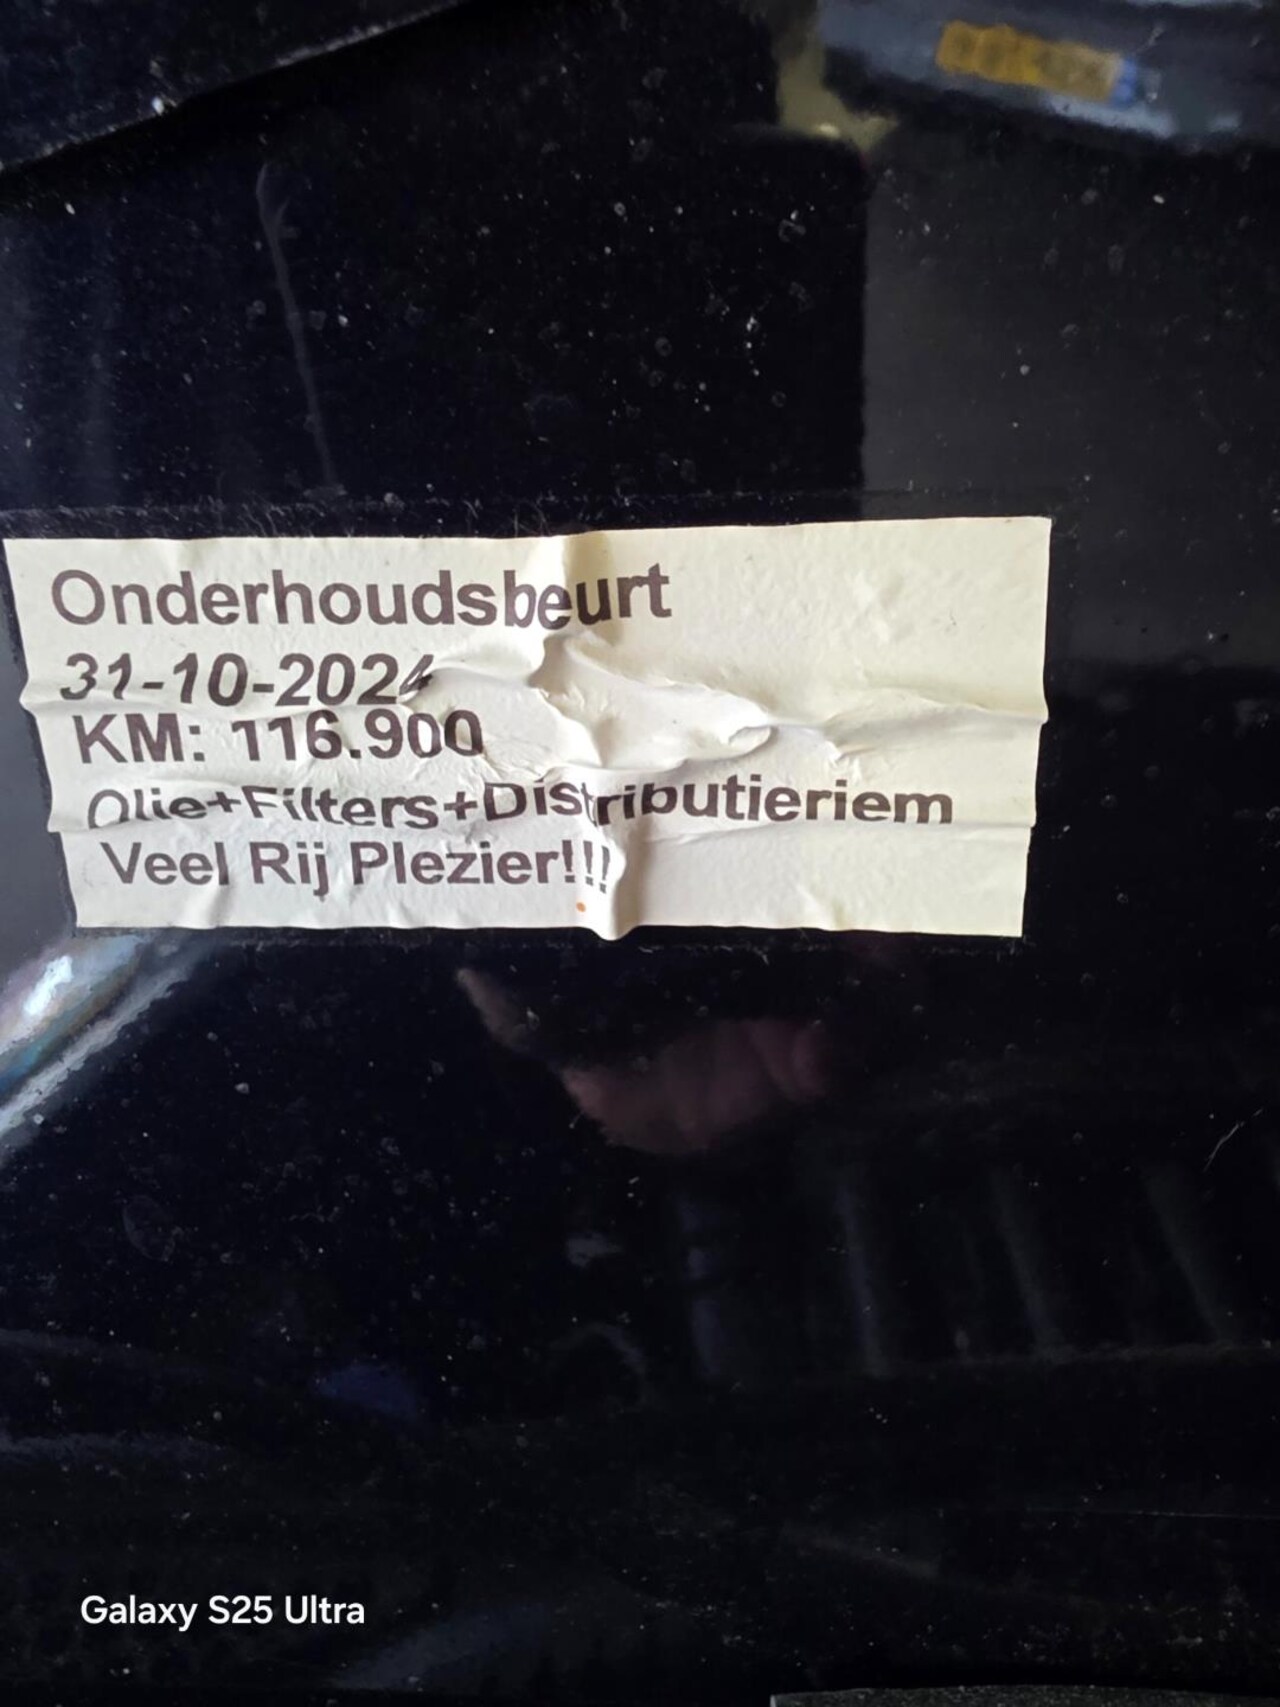 Onderhoudsbeurt
31-10-2024
KM: 116.900
Olie+Filters+Distributieriem
Veel Rij Plezier!!!
Galaxy S25 Ultra